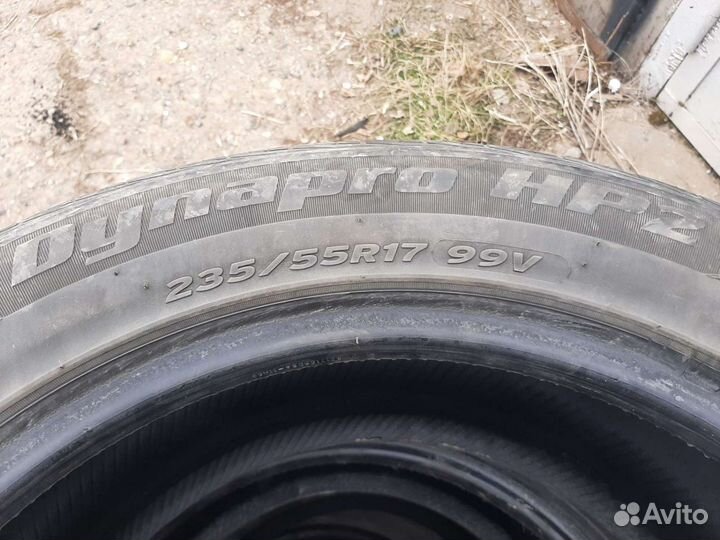 Dynapro HP2
235/55R17 99V
Avito